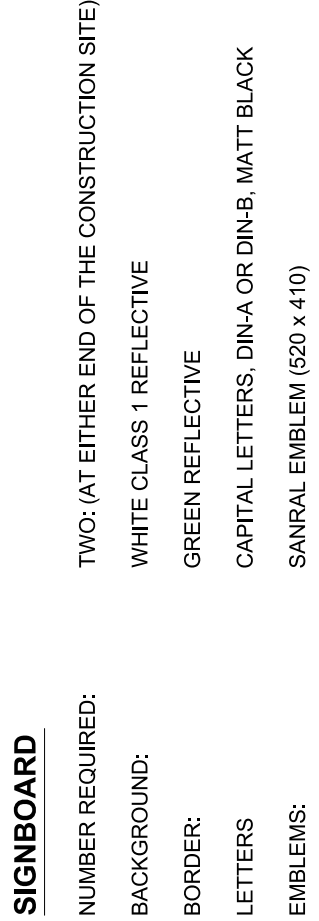 SIGNBOARD
NUMBER REQUIRED: TWO: (AT EITHER END OF THE CONSTRUCTION SITE)
BACKGROUND: WHITE CLASS 1 REFLECTIVE
BORDER: GREEN REFLECTIVE
LETTERS CAPITAL LETTERS, DIN-A OR DIN-B, MATT BLACK
EMBLEMS: SANRAL EMBLEM (520 x 410)